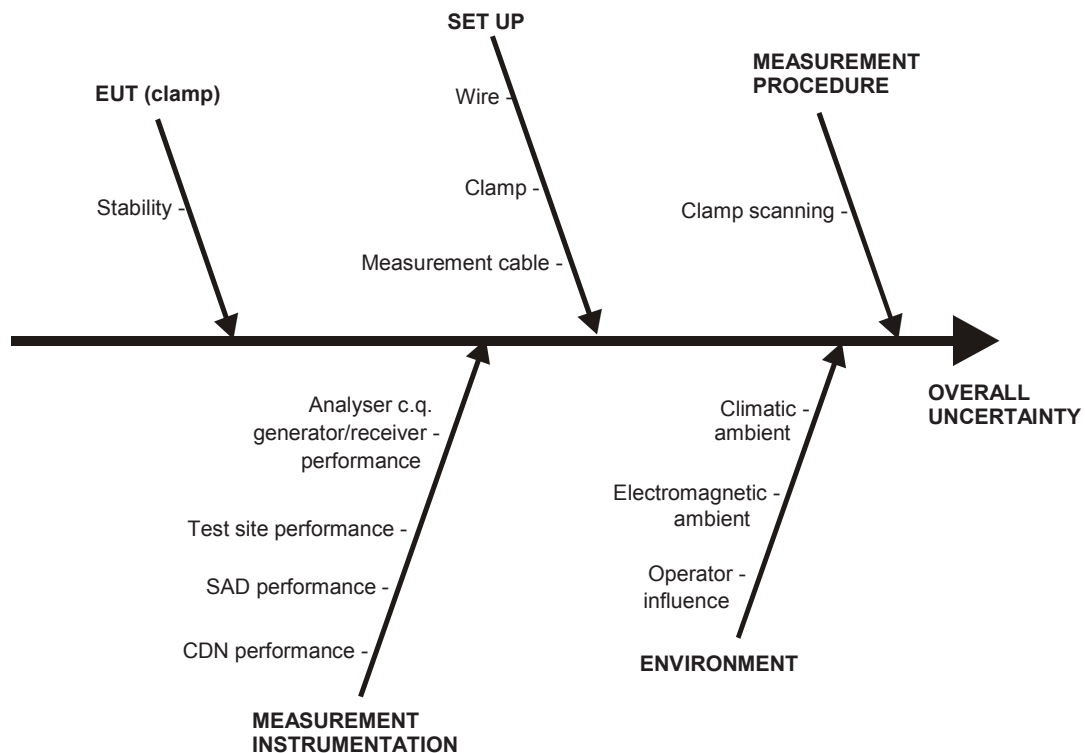 SET UP
MEASUREMENT
PROCEDURE
EUT (clamp)
Wire -
Clamp -
Stability -
Clamp scanning -
Measurement cable -
OVERALL
UNCERTAINTY
Analyser c.q.
generator/receiver -
performance
Climatic -
ambient
Electromagnetic -
ambient
Test site performance -
SAD performance -
Operator -
influence
CDN performance -
ENVIRONMENT
MEASUREMENT
INSTRUMENTATION